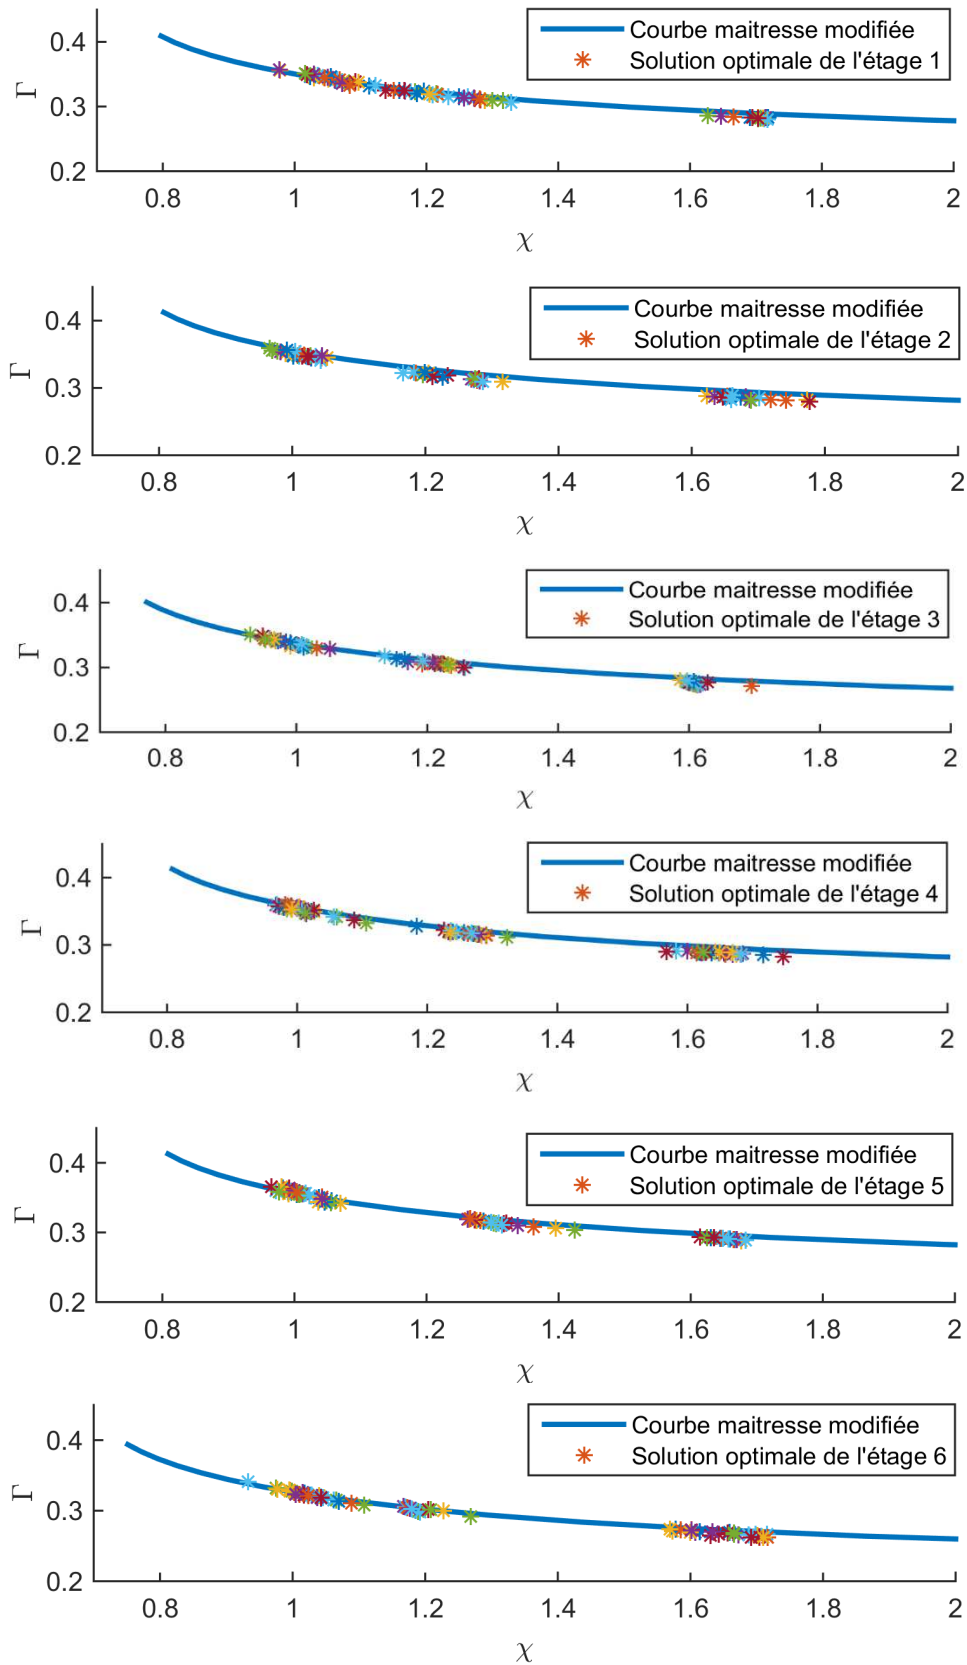 Courbe maitresse modifiée
Solution optimale de l'étage 1
Γ
0.4
0.3
0.2
0.8 1 1.2 1.4 1.6 1.8 2
χ
Courbe maitresse modifiée
Solution optimale de l'étage 2
Γ
0.4
0.3
0.2
0.8 1 1.2 1.4 1.6 1.8 2
χ
Courbe maitresse modifiée
Solution optimale de l'étage 3
Γ
0.4
0.3
0.2
0.8 1 1.2 1.4 1.6 1.8 2
χ
Courbe maitresse modifiée
Solution optimale de l'étage 4
Γ
0.4
0.3
0.2
0.8 1 1.2 1.4 1.6 1.8 2
χ
Courbe maitresse modifiée
Solution optimale de l'étage 5
Γ
0.4
0.3
0.2
0.8 1 1.2 1.4 1.6 1.8 2
χ
Courbe maitresse modifiée
Solution optimale de l'étage 6
Γ
0.4
0.3
0.2
0.8 1 1.2 1.4 1.6 1.8 2
χ